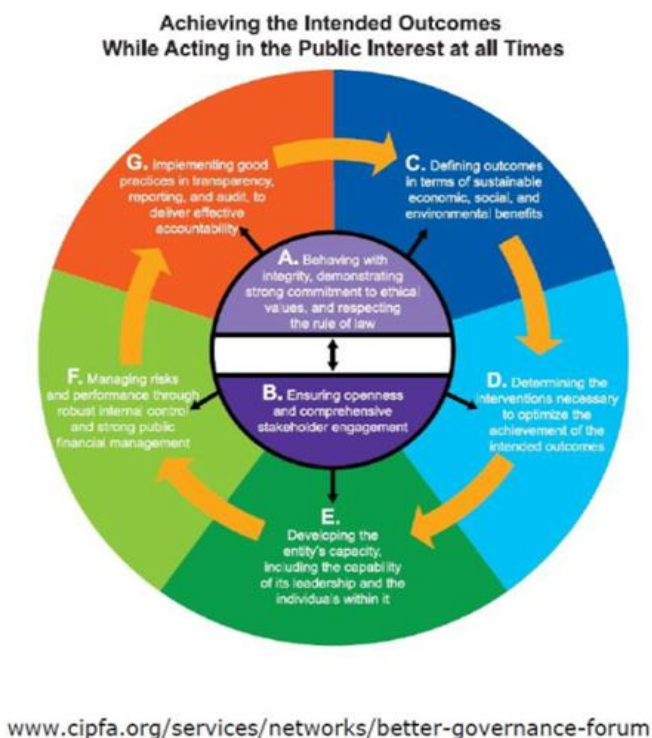 Achieving the Intended Outcomes
While Acting in the Public Interest at all Times
G. Implementing good
practices in transparency,
reporting, and audit, to
deliver effective
accountability
C. Defining outcomes
in terms of sustainable
economic, social, and
environmental benefits
A. Behaving with
integrity, demonstrating
strong commitment to ethical
values, and respecting
the rule of law
F. Managing risks
and performance through
robust internal control
and strong public
financial management
B. Ensuring openness
and comprehensive
stakeholder engagement
D. Determining the
interventions necessary
to optimize the
achievement of the
intended outcomes
E.
Developing the
entity's capacity,
including the capability
of its leadership and the
individuals within it
www.cipfa.org/services/networks/better-governance-forum